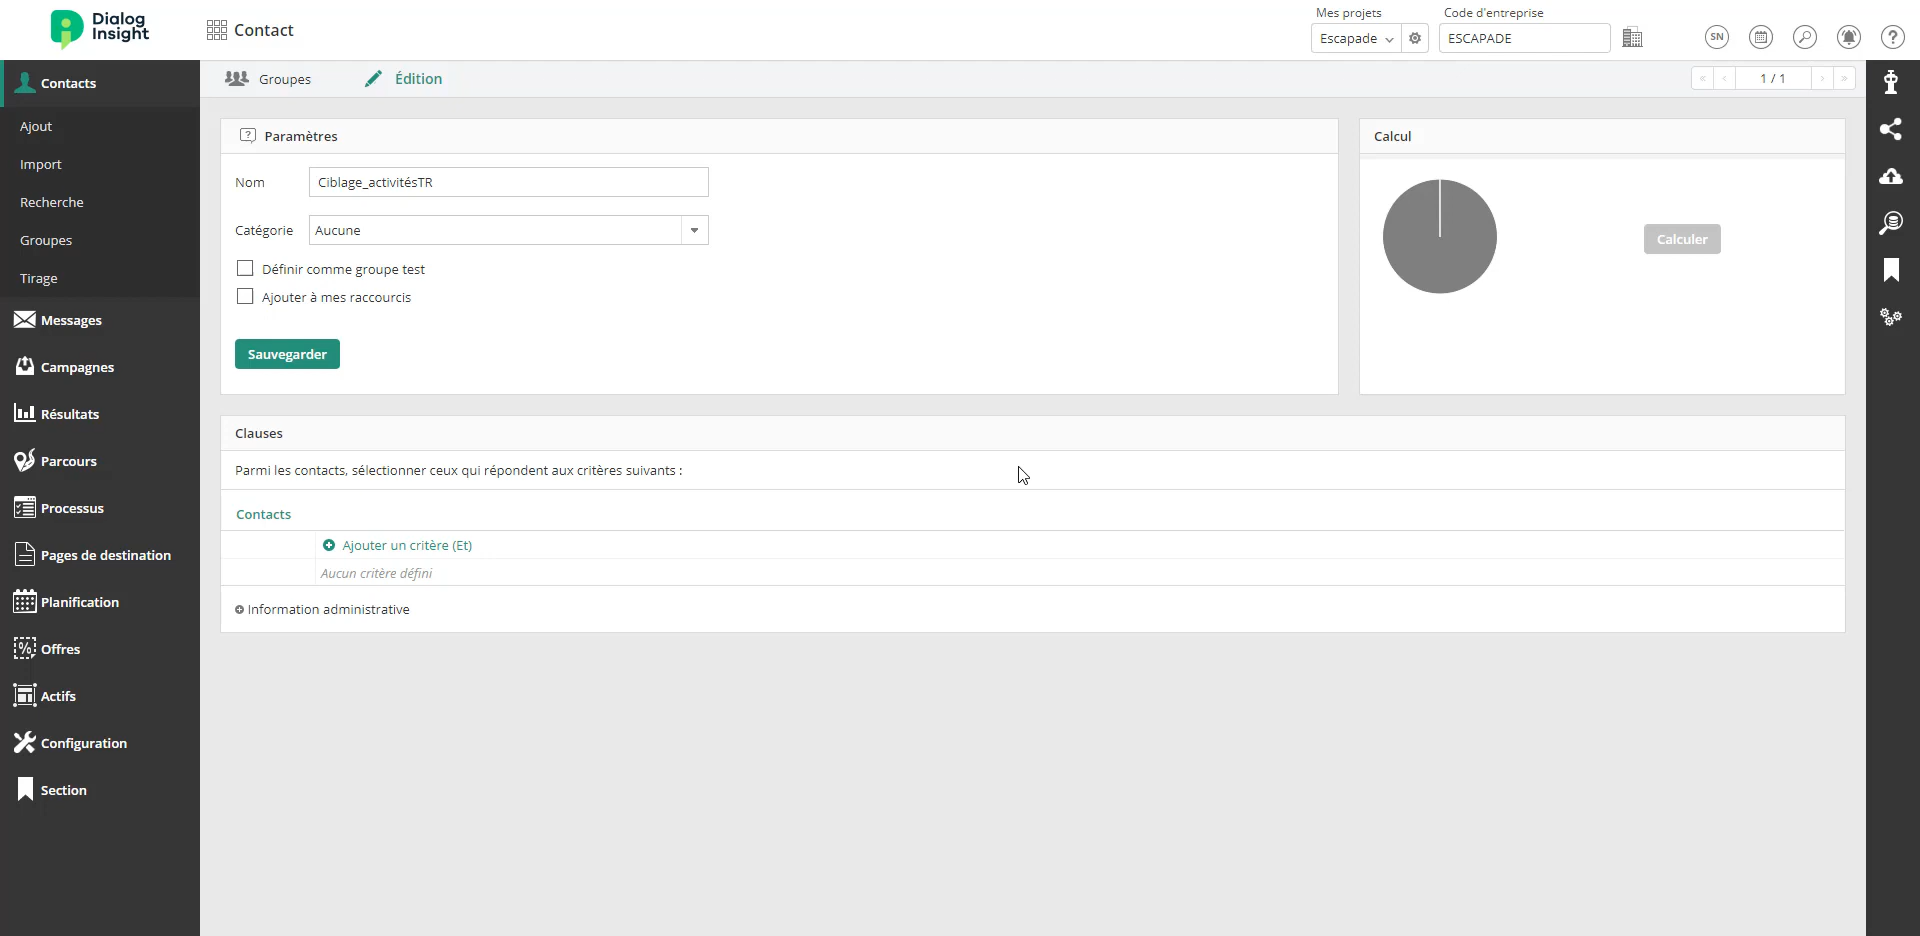 Dialog
Insight
Contact
Mes projets
Escapade
Code d'entreprise
ESCAPADE
SN
Contacts
Ajout
Import
Recherche
Groupes
Tirage
Messages
Campagnes
Résultats
Parcours
Processus
Pages de destination
Planification
Offres
Actifs
Configuration
Section
Groupes
Édition
« ‹ 1 / 1 › »
Paramètres
Nom
Ciblage_activitésTR
Catégorie
Aucune
Définir comme groupe test
Ajouter à mes raccourcis
Sauvegarder
Calcul
Calculer
Clauses
Parmi les contacts, sélectionner ceux qui répondent aux critères suivants :
Contacts
Ajouter un critère (Et)
Aucun critère défini
Information administrative